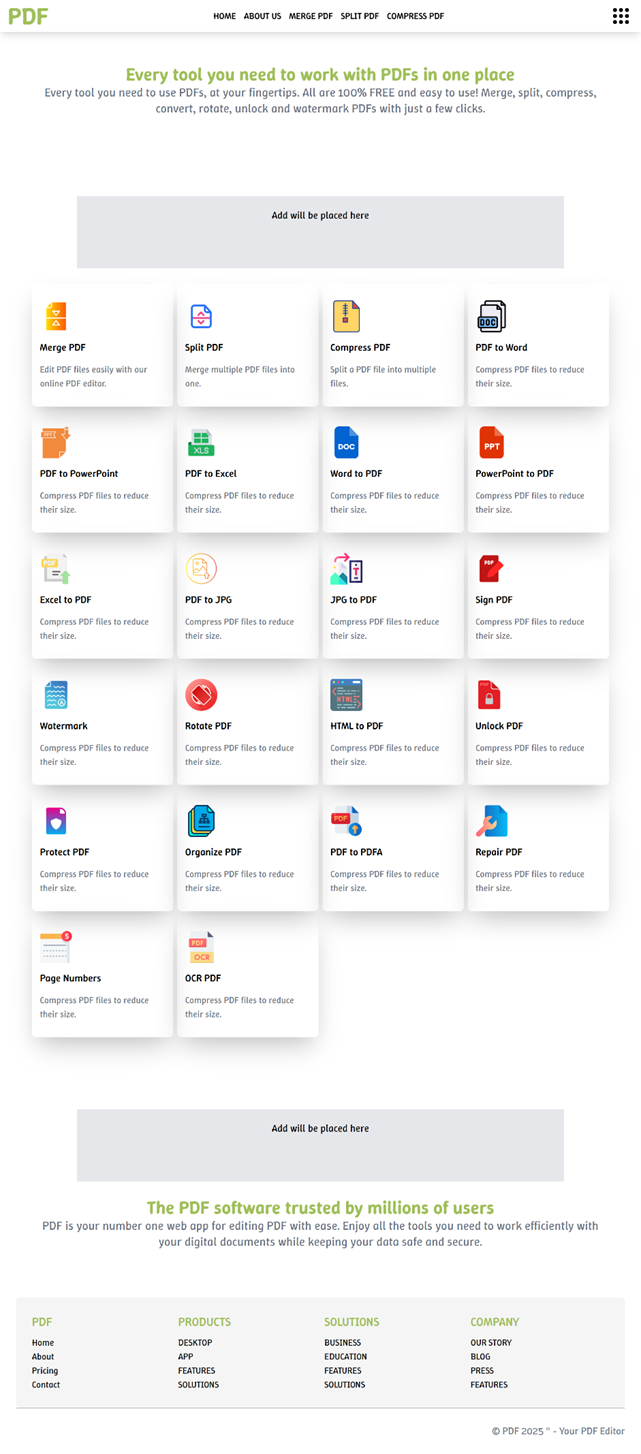 PDF
HOME ABOUT US MERGE PDF SPLIT PDF COMPRESS PDF
Every tool you need to work with PDFs in one place
Every tool you need to use PDFs, at your fingertips. All are 100% FREE and easy to use! Merge, split, compress,
convert, rotate, unlock and watermark PDFs with just a few clicks.
Add will be placed here
Merge PDF
Edit PDF files easily with our
online PDF editor.
Split PDF
Merge multiple PDF files into
one.
Compress PDF
Split a PDF file into multiple
files.
DOC
PDF to Word
Compress PDF files to reduce
their size.
PDF to PowerPoint
Compress PDF files to reduce
their size.
XLS
PDF to Excel
Compress PDF files to reduce
their size.
DOC
Word to PDF
Compress PDF files to reduce
their size.
PPT
PowerPoint to PDF
Compress PDF files to reduce
their size.
PDF
Excel to PDF
Compress PDF files to reduce
their size.
PDF to JPG
Compress PDF files to reduce
their size.
T
JPG to PDF
Compress PDF files to reduce
their size.
PDF
Sign PDF
Compress PDF files to reduce
their size.
Watermark
Compress PDF files to reduce
their size.
Rotate PDF
Compress PDF files to reduce
their size.
HTML
HTML to PDF
Compress PDF files to reduce
their size.
PDF
Unlock PDF
Compress PDF files to reduce
their size.
Protect PDF
Compress PDF files to reduce
their size.
Organize PDF
Compress PDF files to reduce
their size.
PDF
PDF to PDFA
Compress PDF files to reduce
their size.
Repair PDF
Compress PDF files to reduce
their size.
5
Page Numbers
Compress PDF files to reduce
their size.
PDF
OCR
OCR PDF
Compress PDF files to reduce
their size.
Add will be placed here
The PDF software trusted by millions of users
PDF is your number one web app for editing PDF with ease. Enjoy all the tools you need to work efficiently with
your digital documents while keeping your data safe and secure.
PDF
Home
About
Pricing
Contact
PRODUCTS
DESKTOP
APP
FEATURES
SOLUTIONS
SOLUTIONS
BUSINESS
EDUCATION
FEATURES
SOLUTIONS
COMPANY
OUR STORY
BLOG
PRESS
FEATURES
© PDF 2025 " - Your PDF Editor